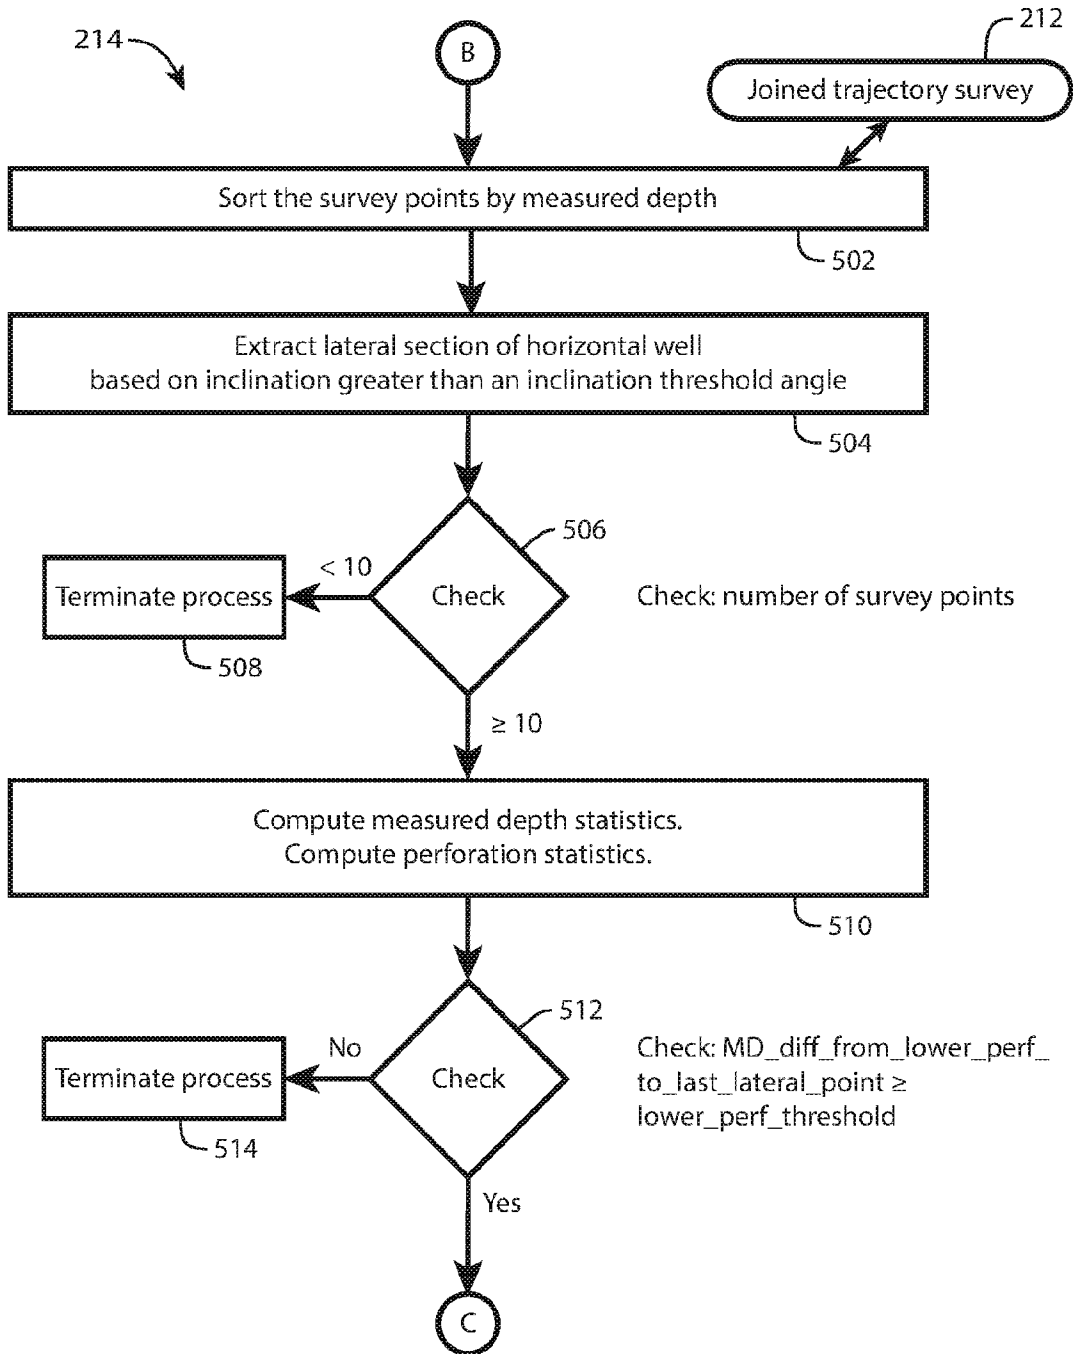 214
B
212
Joined trajectory survey
Sort the survey points by measured depth
502
Extract lateral section of horizontal well
based on inclination greater than an inclination threshold angle
504
506
< 10
Terminate process
Check
Check: number of survey points
508
≥ 10
Compute measured depth statistics.
Compute perforation statistics.
510
512
No
Terminate process
Check
Check: MD_diff_from_lower_perf_
to_last_lateral_point ≥
lower_perf_threshold
514
Yes
C